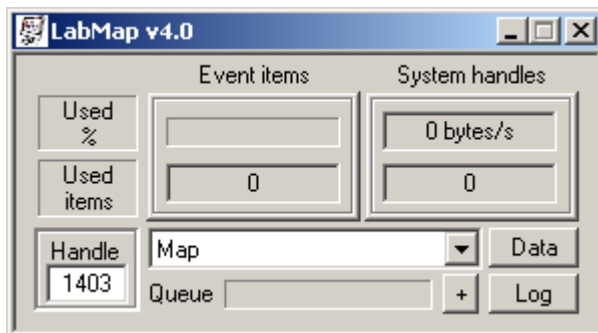 LabMap v4.0
Event items System handles
Used
%
0 bytes/s
Used
items
0 0
Handle
1403
Map
Data
Queue + Log